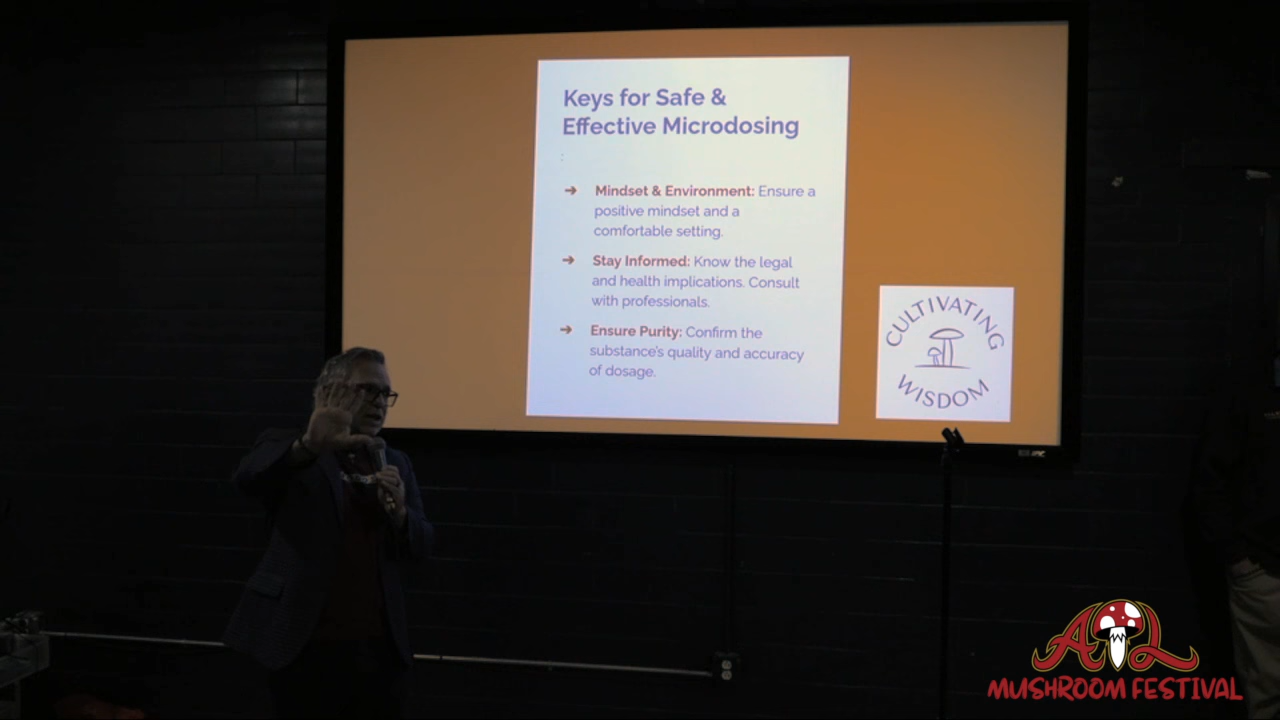 Keys for Safe &
Effective Microdosing
:
➔ Mindset & Environment: Ensure a
positive mindset and a
comfortable setting.
➔ Stay Informed: Know the legal
and health implications. Consult
with professionals.
➔ Ensure Purity: Confirm the
substance's quality and accuracy
of dosage.
CULTIVATING
WISDOM
ATL
MUSHROOM FESTIVAL